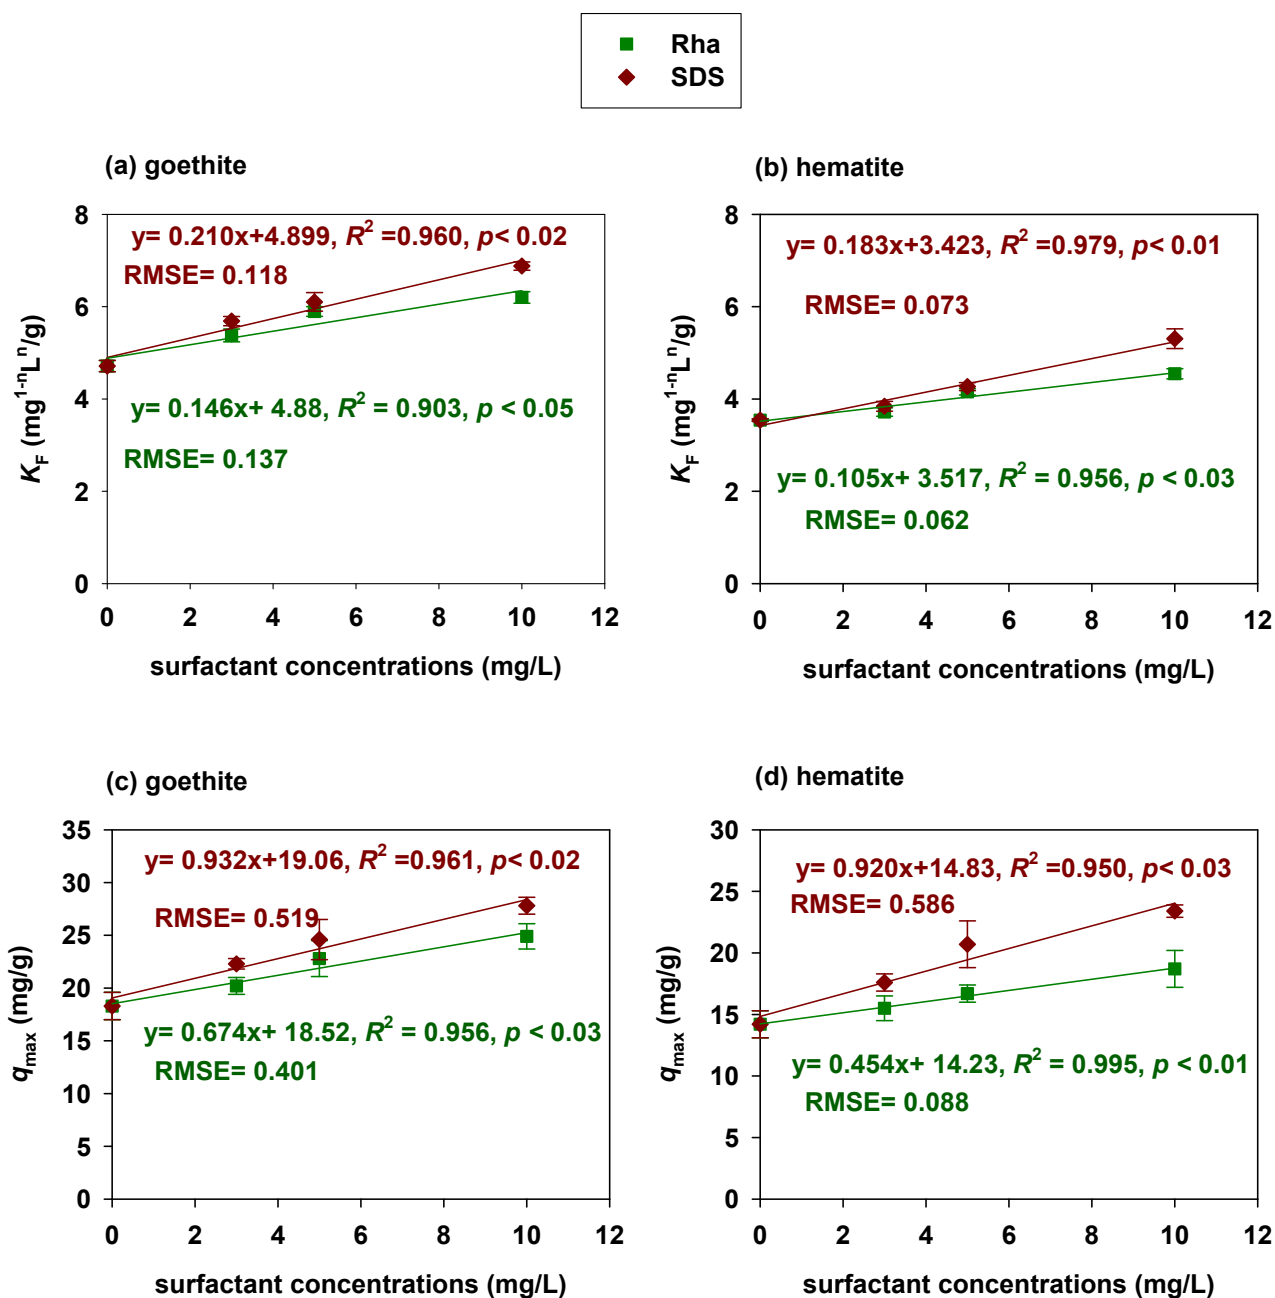 Rha
SDS
(a) goethite
y= 0.210x+4.899, R² =0.960, p< 0.02
RMSE= 0.118
y= 0.146x+ 4.88, R² = 0.903, p < 0.05
RMSE= 0.137
K_F (mg^{1-n}L^n/g)
8
6
4
2
0
0 2 4 6 8 10 12
surfactant concentrations (mg/L)
(b) hematite
y= 0.183x+3.423, R² =0.979, p< 0.01
RMSE= 0.073
y= 0.105x+ 3.517, R² = 0.956, p < 0.03
RMSE= 0.062
K_F (mg^{1-n}L^n/g)
8
6
4
2
0
0 2 4 6 8 10 12
surfactant concentrations (mg/L)
(c) goethite
y= 0.932x+19.06, R² =0.961, p< 0.02
RMSE= 0.519
y= 0.674x+ 18.52, R² = 0.956, p < 0.03
RMSE= 0.401
q_max (mg/g)
35
30
25
20
15
10
5
0
0 2 4 6 8 10 12
surfactant concentrations (mg/L)
(d) hematite
y= 0.920x+14.83, R² =0.950, p< 0.03
RMSE= 0.586
y= 0.454x+ 14.23, R² = 0.995, p < 0.01
RMSE= 0.088
q_max (mg/g)
30
25
20
15
10
5
0
0 2 4 6 8 10 12
surfactant concentrations (mg/L)